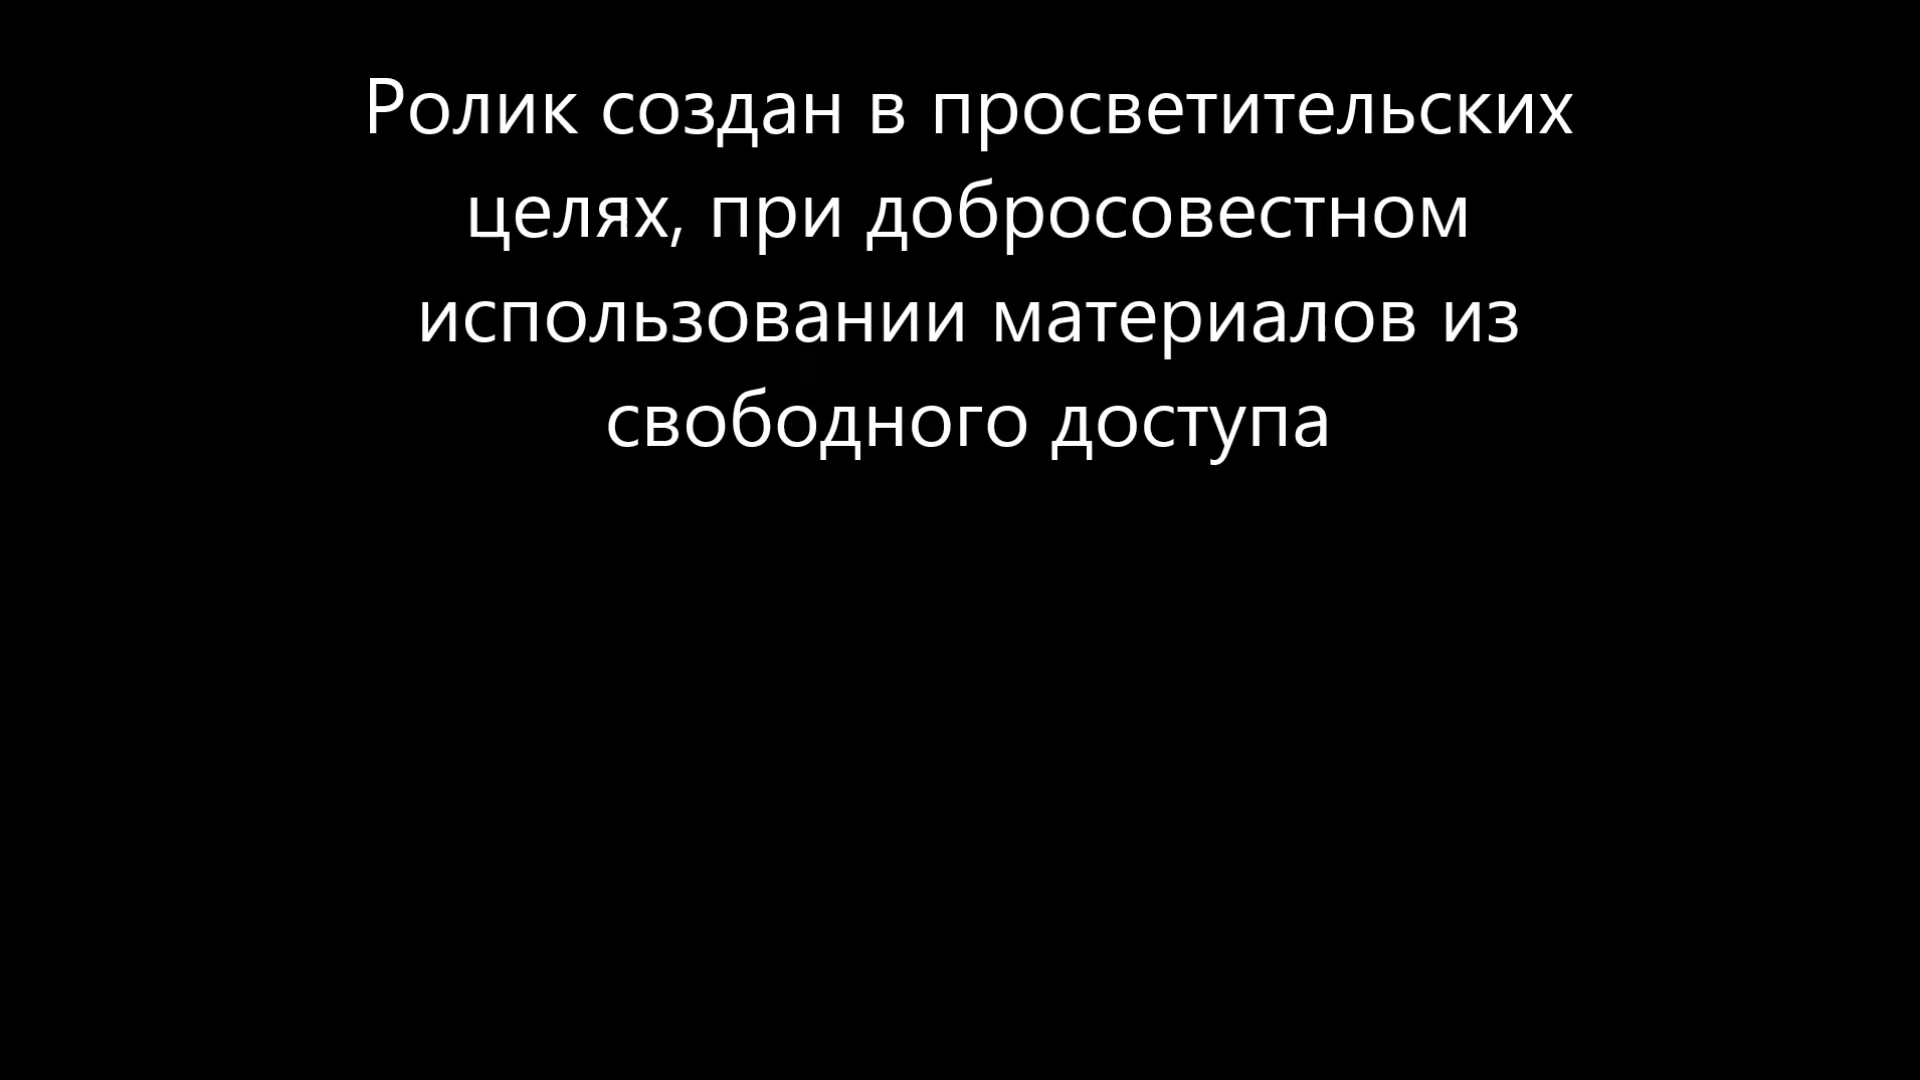 Ролик создан в просветительских
целях, при добросовестном
использовании материалов из
свободного доступа